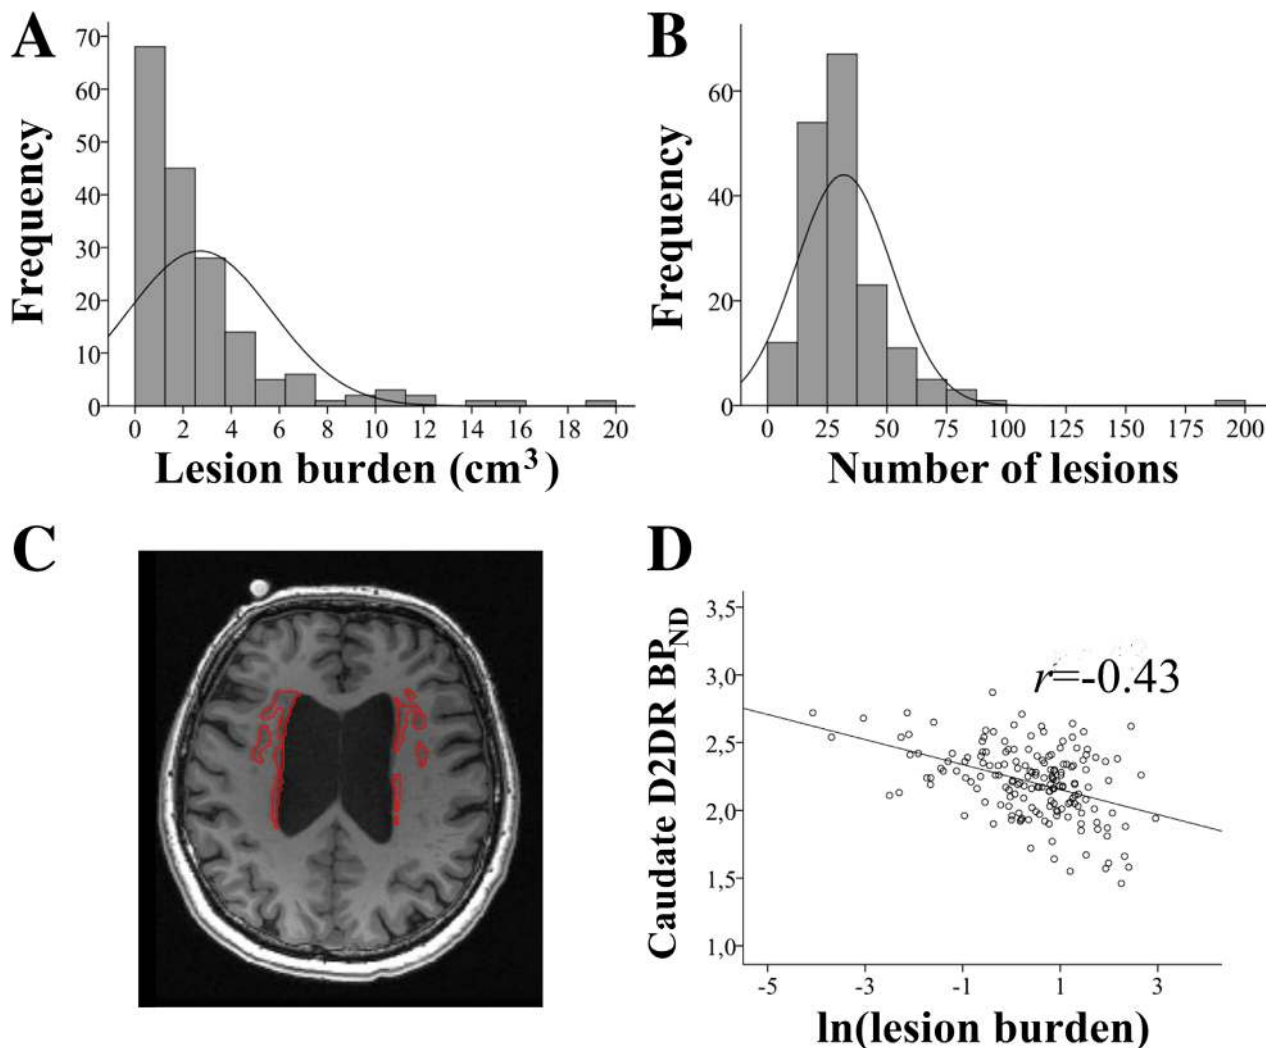 A
Frequency
70
60
50
40
30
20
10
0
0 2 4 6 8 10 12 14 16 18 20
Lesion burden (cm³)
B
Frequency
60
40
20
0
0 25 50 75 100 125 150 175 200
Number of lesions
C
D
Caudate D2DR BP_ND
3,5
3,0
2,5
2,0
1,5
1,0
r=-0.43
-5 -3 -1 1 3
ln(lesion burden)